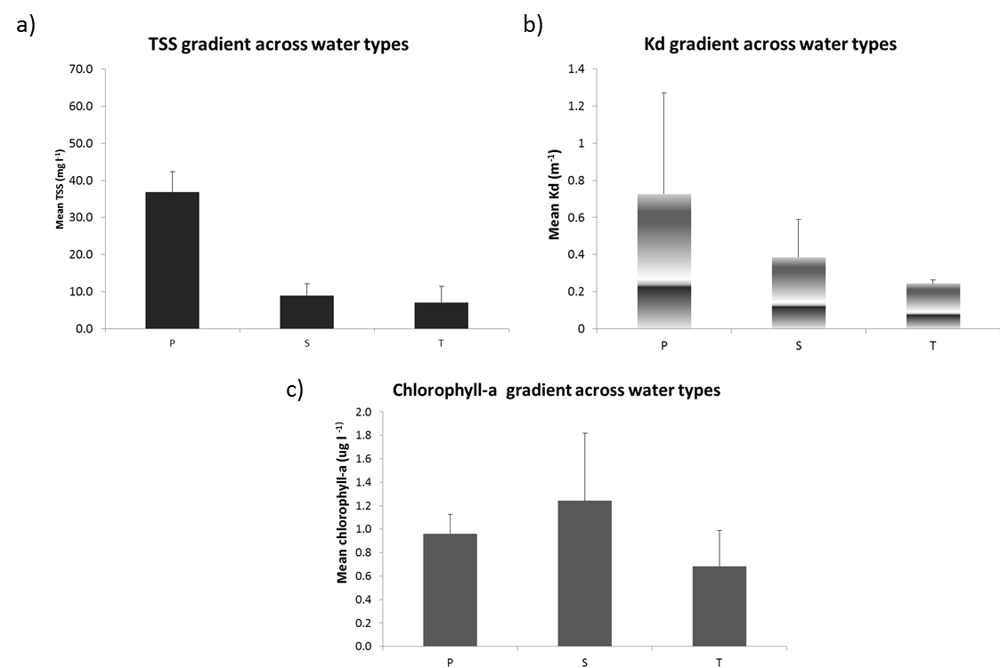 a)
TSS gradient across water types
Mean TSS (mg l⁻¹)
70.0
60.0
50.0
40.0
30.0
20.0
10.0
0.0
P S T
b)
Kd gradient across water types
Mean Kd (m⁻¹)
1.4
1.2
1
0.8
0.6
0.4
0.2
0
P S T
c)
Chlorophyll-a gradient across water types
Mean chlorophyll-a (ug l ⁻¹)
2.0
1.8
1.6
1.4
1.2
1.0
0.8
0.6
0.4
0.2
0.0
P S T